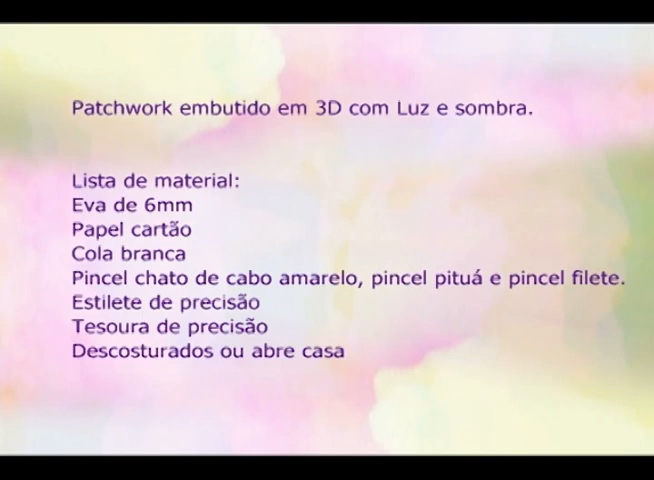 Patchwork embutido em 3D com Luz e sombra.
Lista de material:
Eva de 6mm
Papel cartão
Cola branca
Pincel chato de cabo amarelo, pincel pituá e pincel filete.
Estilete de precisão
Tesoura de precisão
Descosturados ou abre casa